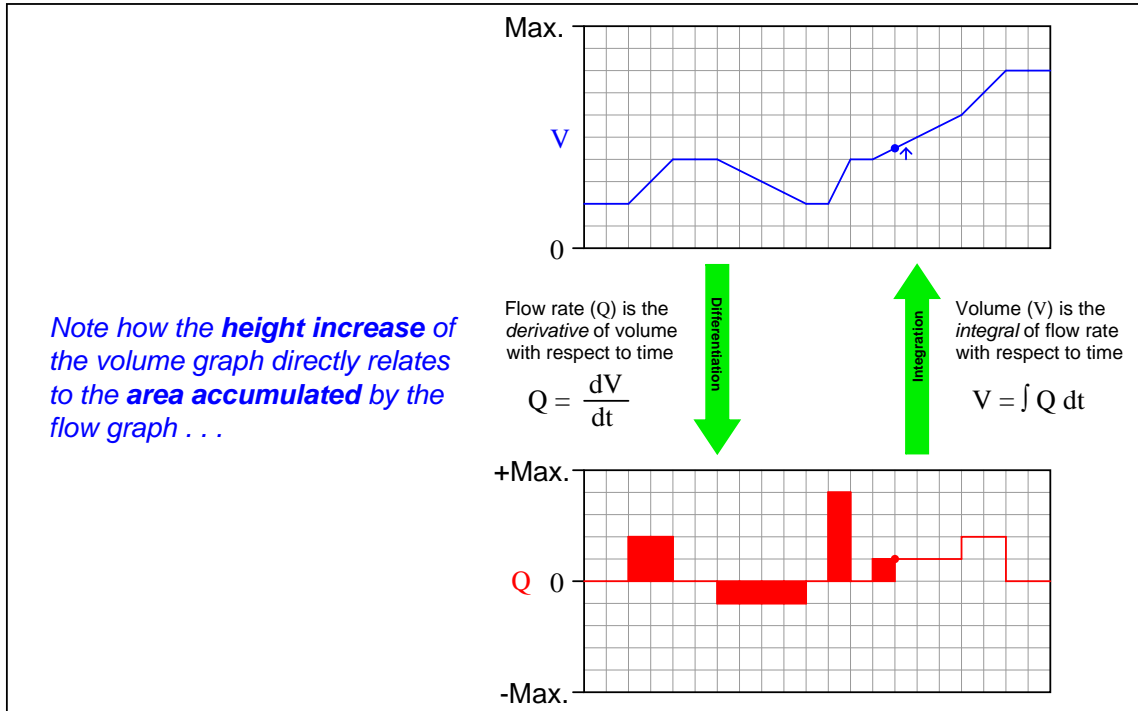 Max.
V
0
Note how the height increase of
the volume graph directly relates
to the area accumulated by the
flow graph . . .
Flow rate (Q) is the
derivative of volume
with respect to time
Q = dV
dt
Differentiation
Integration
Volume (V) is the
integral of flow rate
with respect to time
V = ∫ Q dt
+Max.
Q 0
-Max.